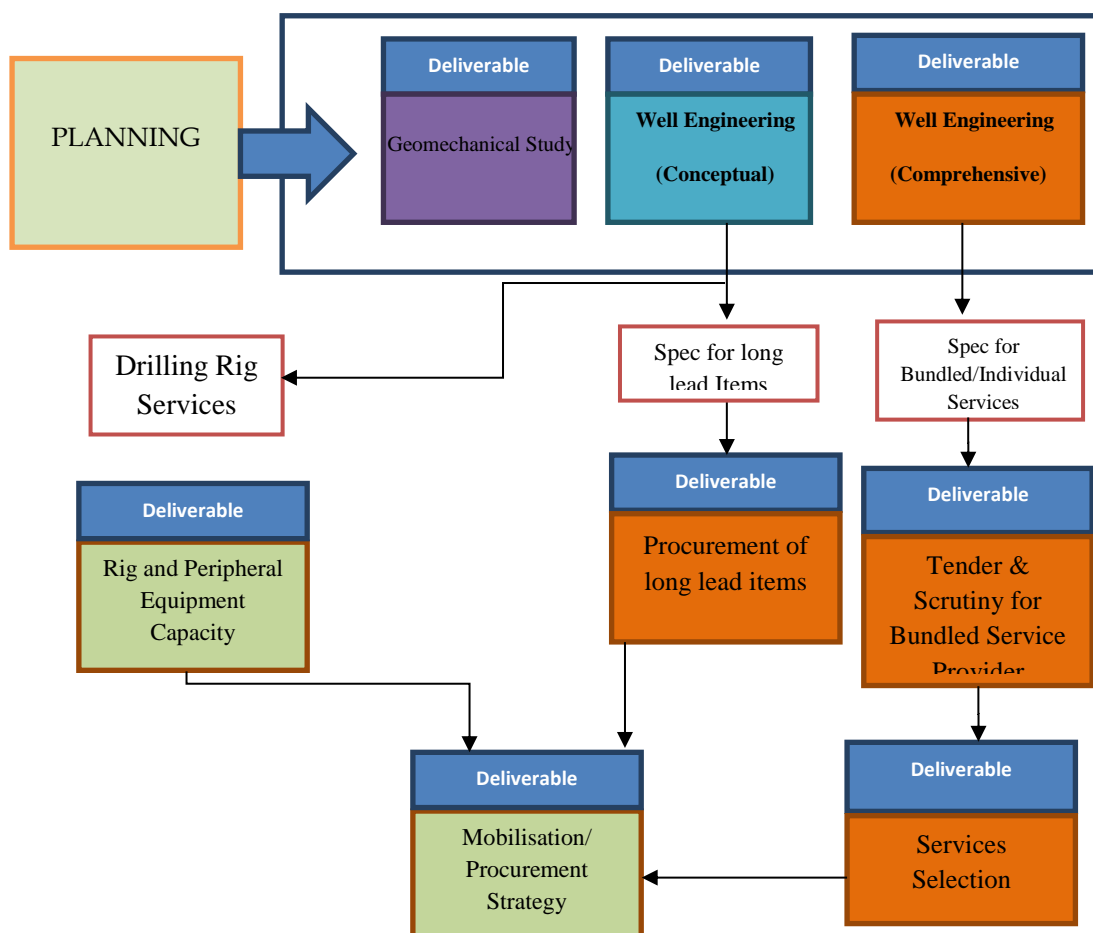 PLANNING
Deliverable
Geomechanical Study
Deliverable
Well Engineering
(Conceptual)
Deliverable
Well Engineering
(Comprehensive)
Drilling Rig
Services
Spec for long
lead Items
Spec for
Bundled/Individual
Services
Deliverable
Rig and Peripheral
Equipment
Capacity
Deliverable
Procurement of
long lead items
Deliverable
Tender &
Scrutiny for
Bundled Service
Provider
Deliverable
Mobilisation/
Procurement
Strategy
Deliverable
Services
Selection